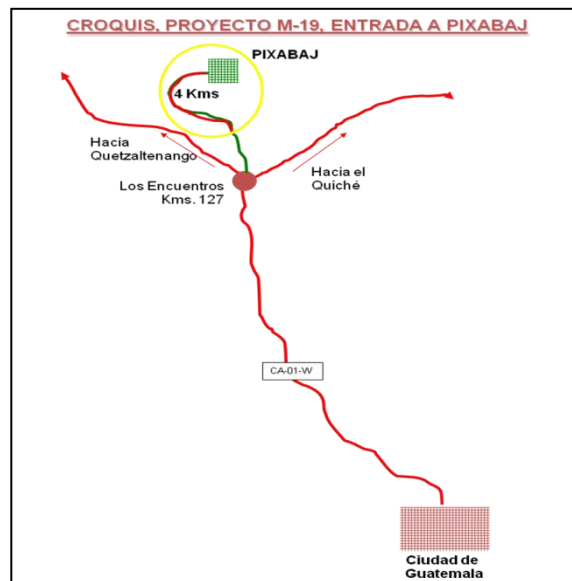 CROQUIS, PROYECTO M-19, ENTRADA A PIXABAJ
PIXABAJ
4 Kms
Hacia
Quetzaltenango
Hacia el
Quiché
Los Encuentros
Kms. 127
CA-01-W
Ciudad de
Guatemala